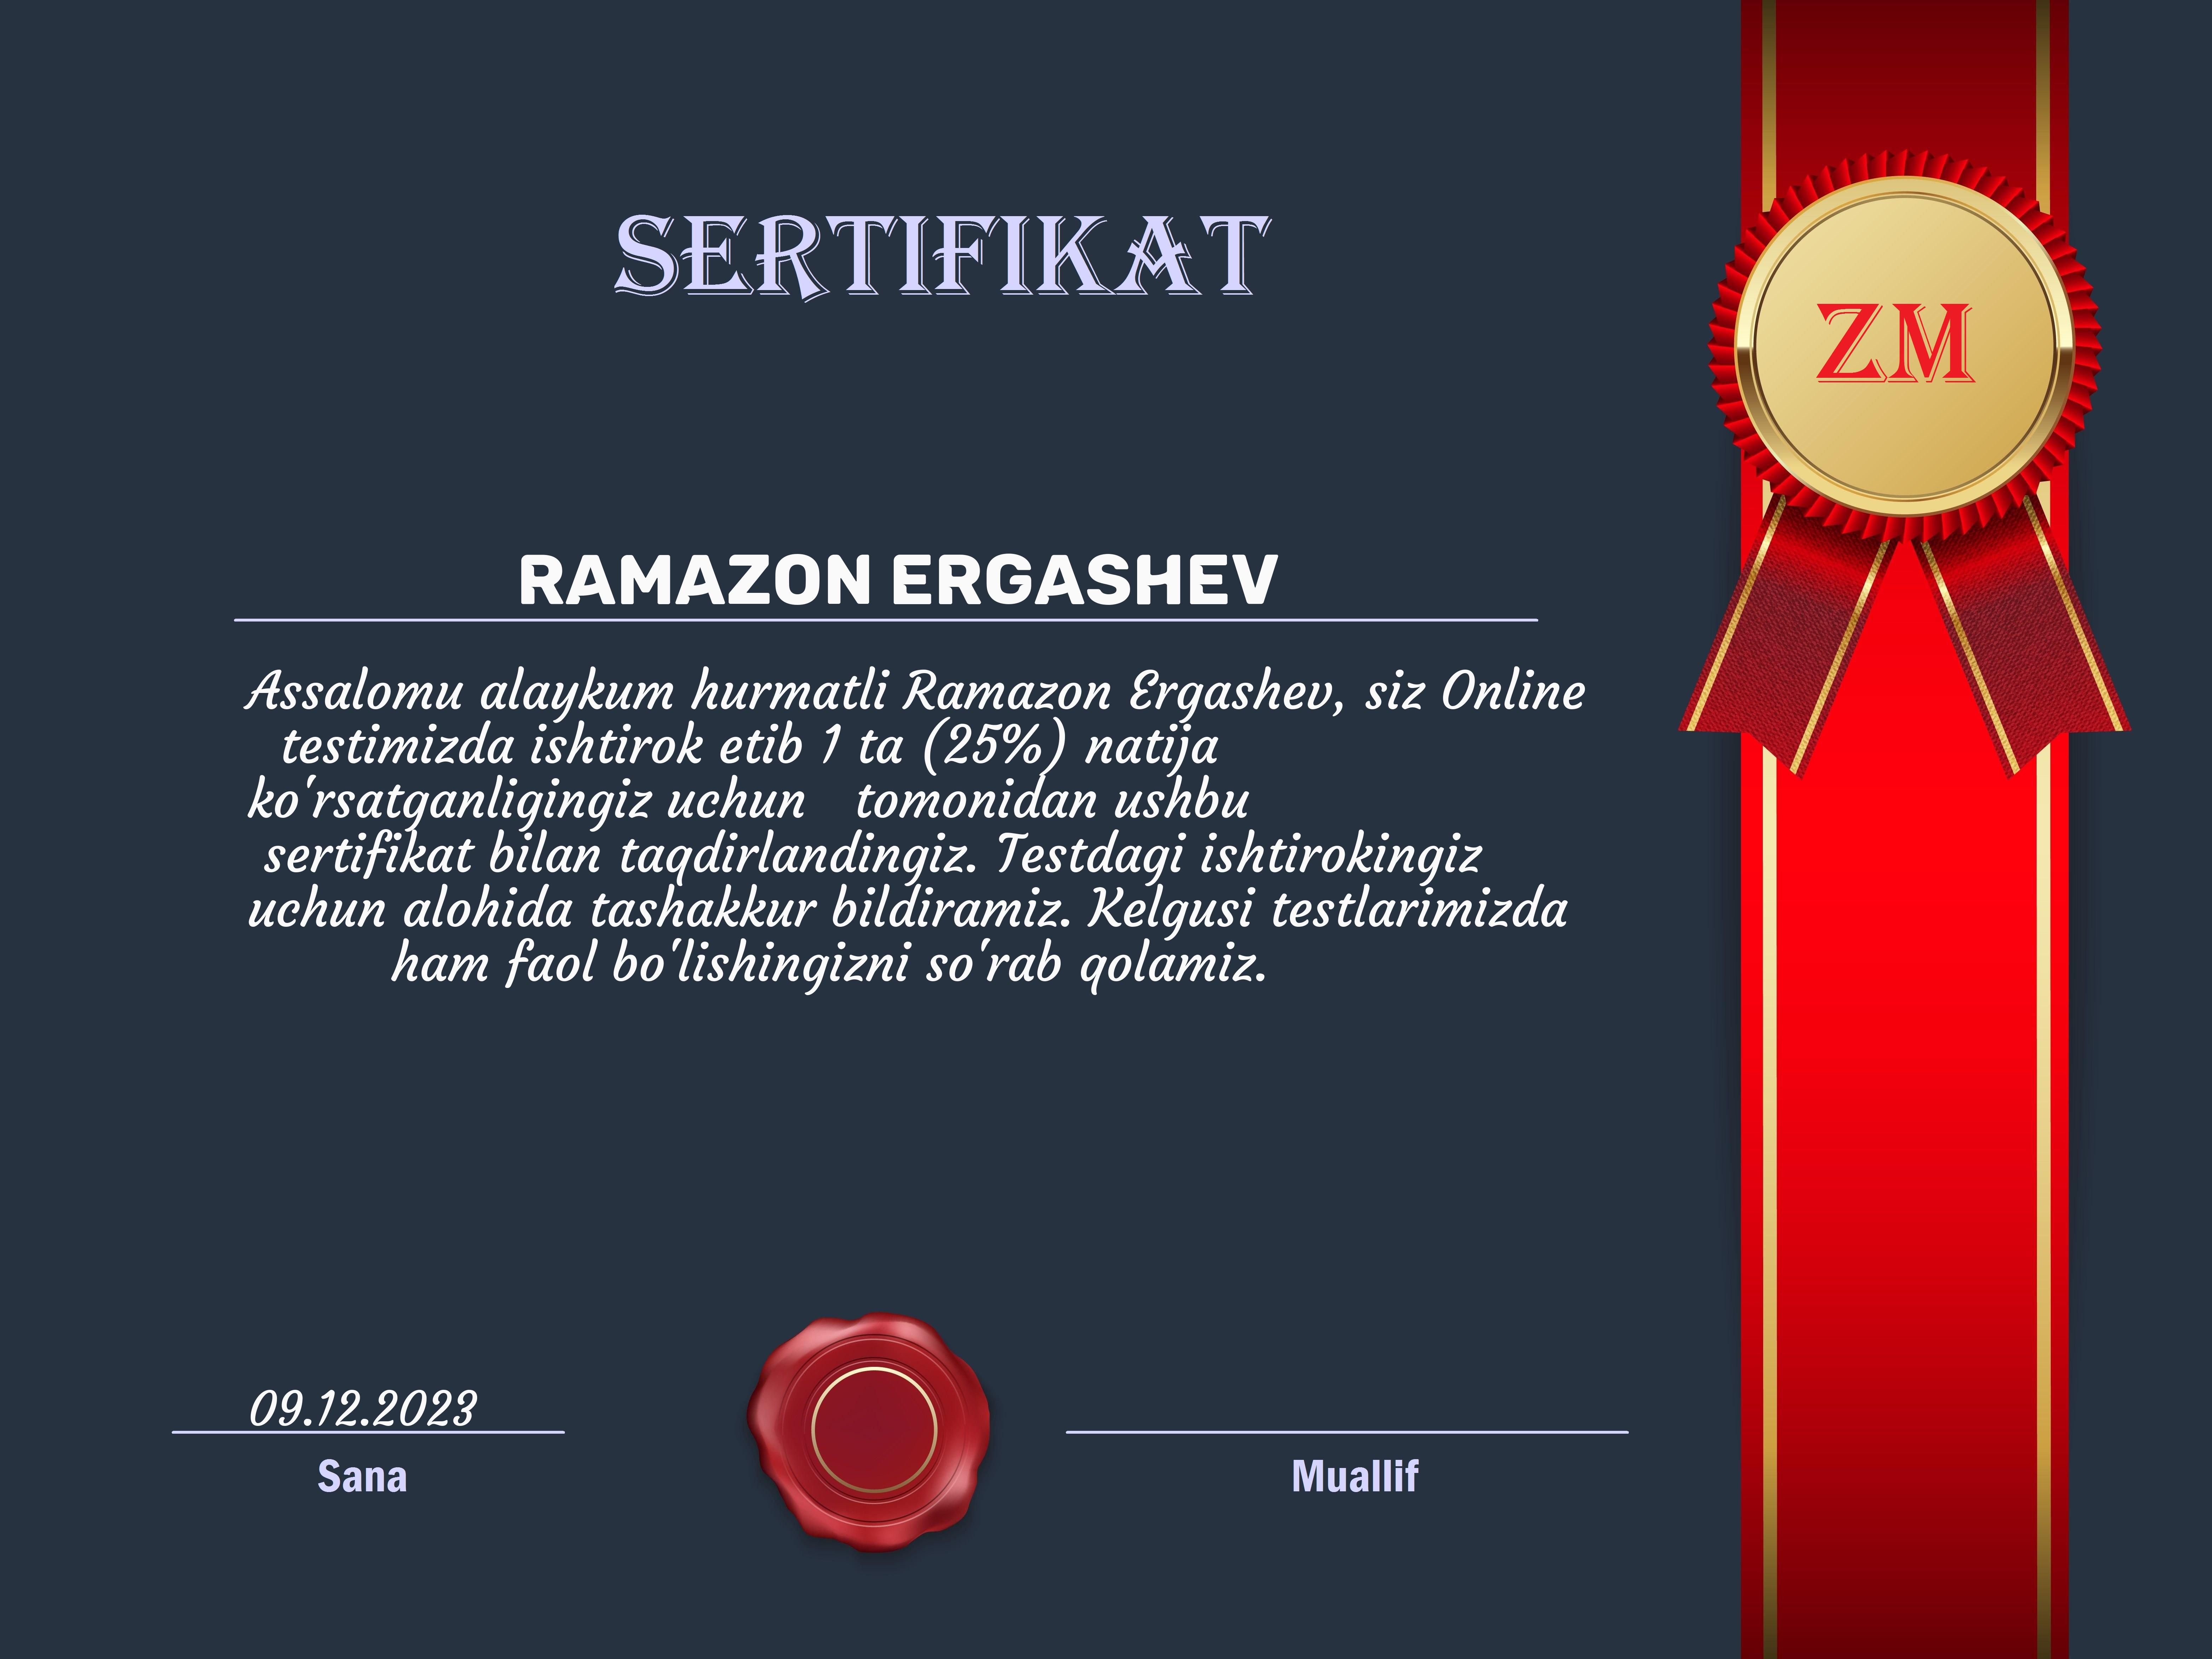 SERTIFIKAT
ZM
RAMAZON ERGASHEV
Assalomu alaykum hurmatli Ramazon Ergashev, siz Online
testimizda ishtirok etib 1 ta (25%) natija
ko'rsatganligingiz uchun   tomonidan ushbu
sertifikat bilan taqdirlandingiz. Testdagi ishtirokingiz
uchun alohida tashakkur bildiramiz. Kelgusi testlarimizda
ham faol bo'lishingizni so'rab qolamiz.
09.12.2023
Sana
Muallif